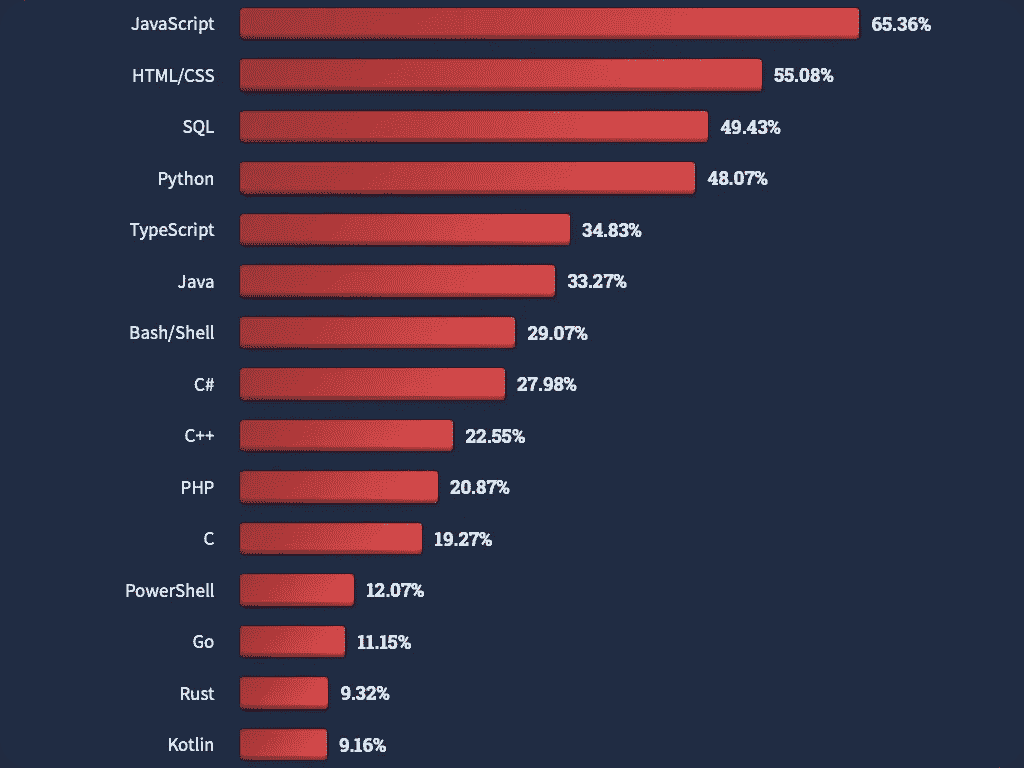 JavaScript 65.36%
HTML/CSS 55.08%
SQL 49.43%
Python 48.07%
TypeScript 34.83%
Java 33.27%
Bash/Shell 29.07%
C# 27.98%
C++ 22.55%
PHP 20.87%
C 19.27%
PowerShell 12.07%
Go 11.15%
Rust 9.32%
Kotlin 9.16%